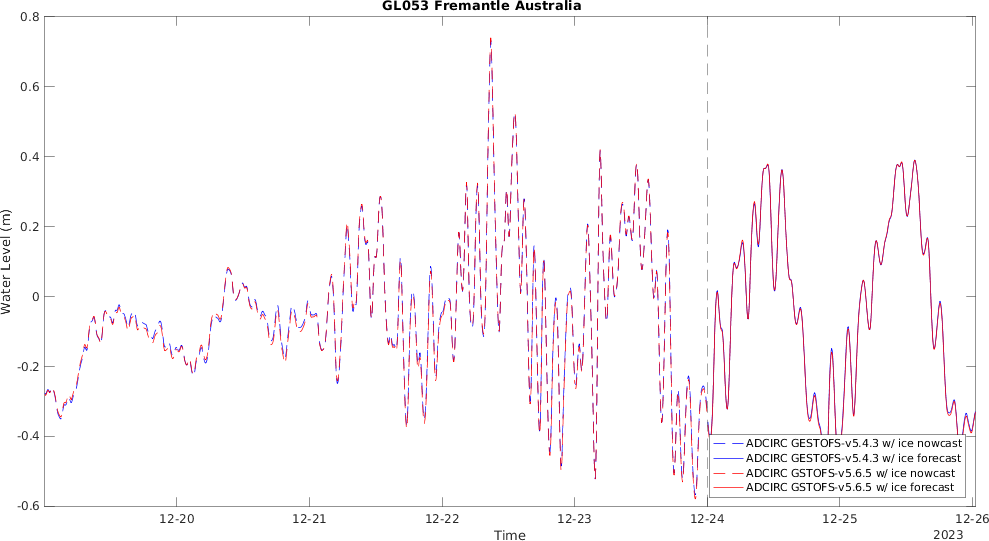 GL053 Fremantle Australia
0.8
0.6
0.4
0.2
0
-0.2
-0.4
-0.6
Water Level (m)
12-20 12-21 12-22 12-23 12-24 12-25 12-26
Time
2023
ADCIRC GESTOFS-v5.4.3 w/ ice nowcast
ADCIRC GESTOFS-v5.4.3 w/ ice forecast
ADCIRC GSTOFS-v5.6.5 w/ ice nowcast
ADCIRC GSTOFS-v5.6.5 w/ ice forecast